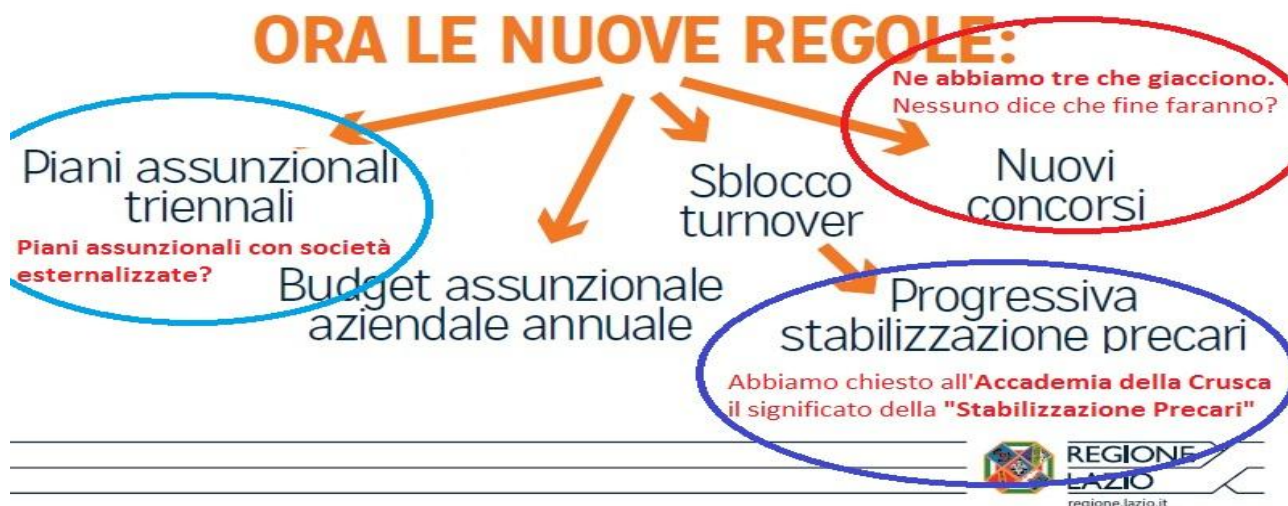 ORA LE NUOVE REGOLE:
Ne abbiamo tre che giacciono.
Nessuno dice che fine faranno?
Piani assunzionali
triennali
Piani assunzionali con società
esternalizzate?
Budget assunzionale
aziendale annuale
Sblocco
turnover
Nuovi
concorsi
Progressiva
stabilizzazione precari
Abbiamo chiesto all'Accademia della Crusca
il significato della "Stabilizzazione Precari"
REGIONE
LAZIO
regione.lazio.it